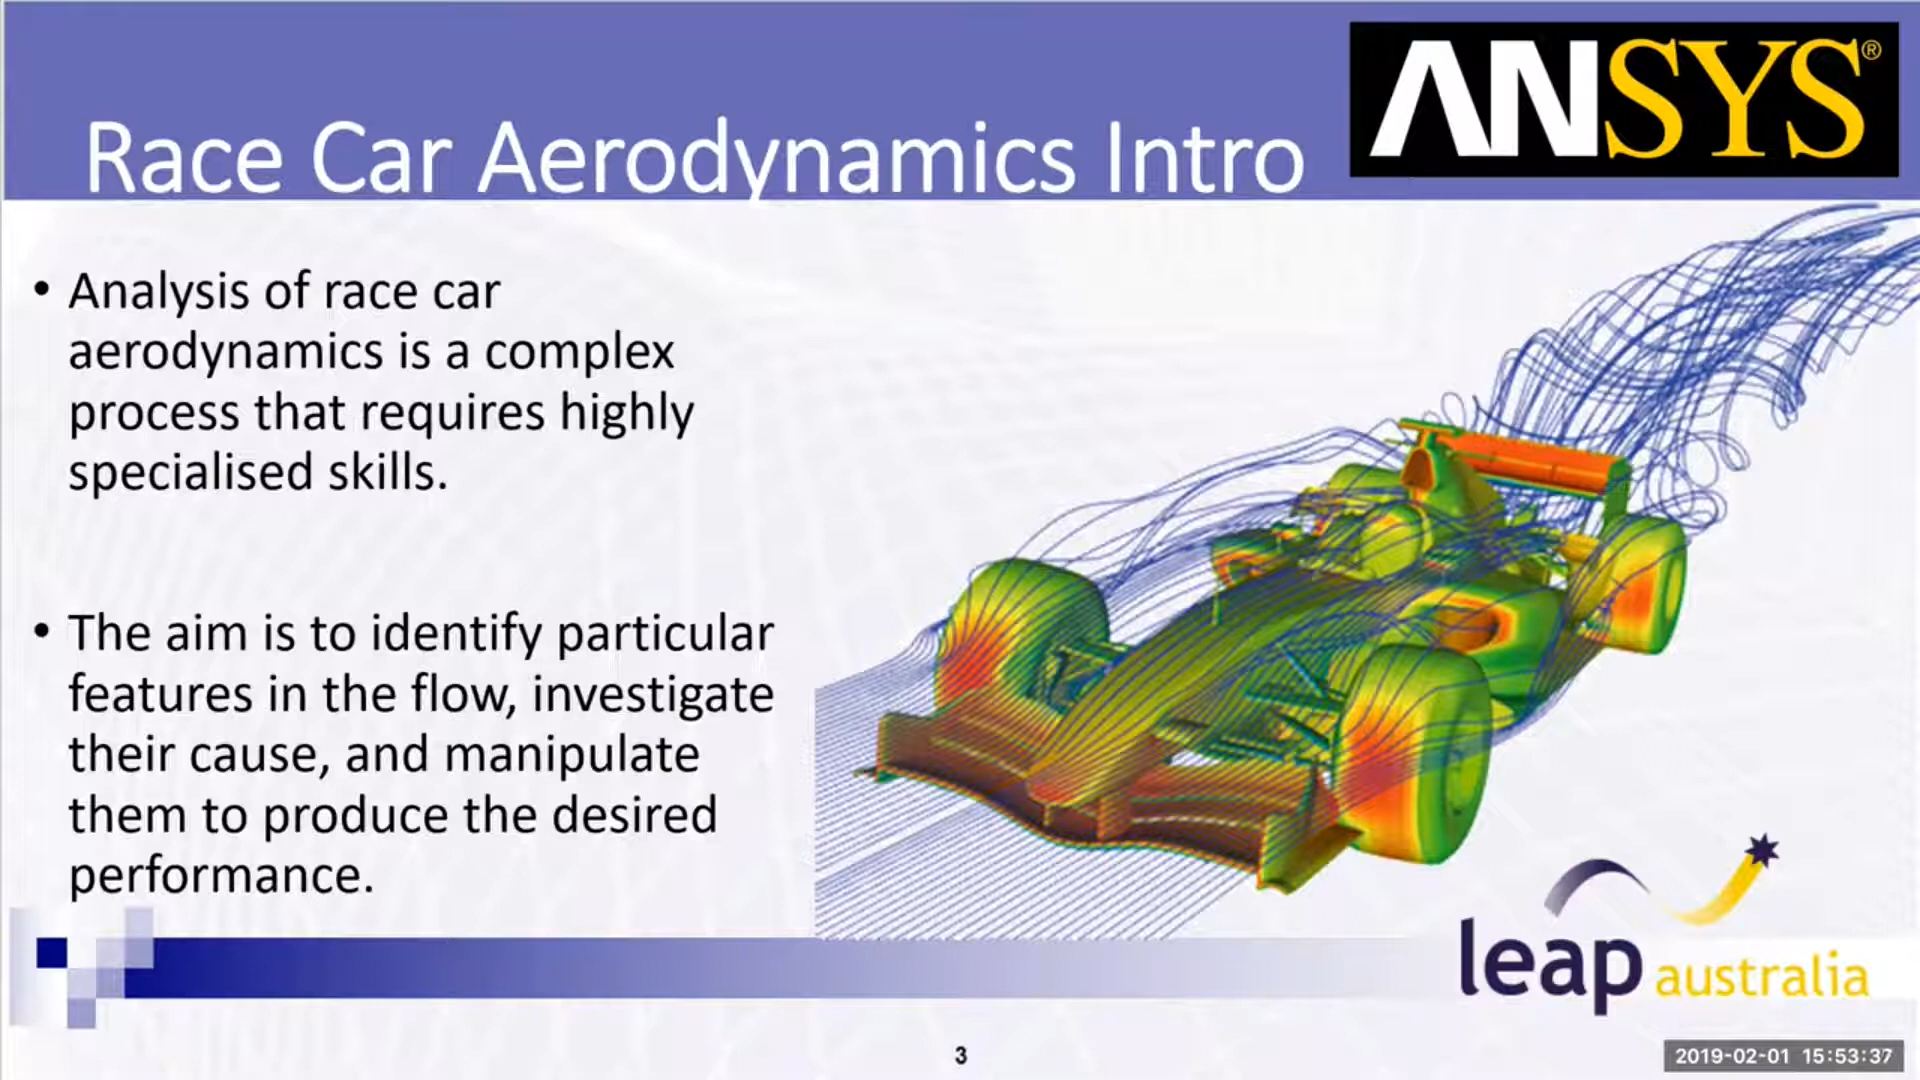 ANSYS®
Race Car Aerodynamics Intro
• Analysis of race car
aerodynamics is a complex
process that requires highly
specialised skills.
• The aim is to identify particular
features in the flow, investigate
their cause, and manipulate
them to produce the desired
performance.
leap australia
3
2019-02-01 15:53:37